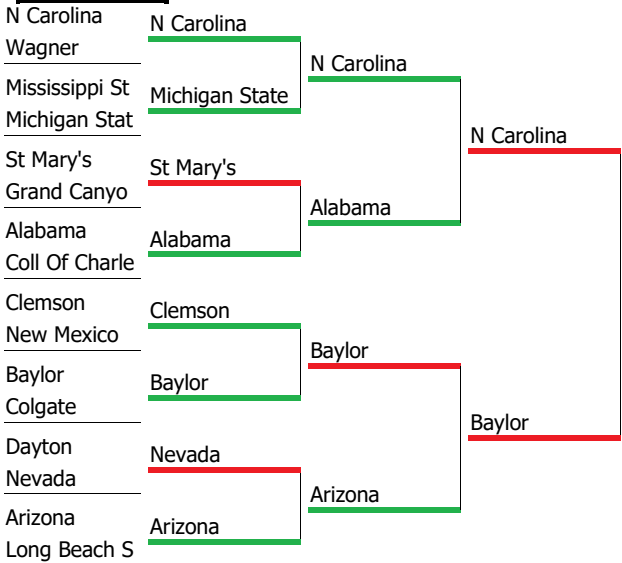 N Carolina
Wagner
Mississippi St
Michigan Stat
St Mary's
Grand Canyo
Alabama
Coll Of Charle
Clemson
New Mexico
Baylor
Colgate
Dayton
Nevada
Arizona
Long Beach S
N Carolina
Michigan State
St Mary's
Alabama
Clemson
Baylor
Nevada
Arizona
N Carolina
Alabama
Baylor
Arizona
N Carolina
Baylor